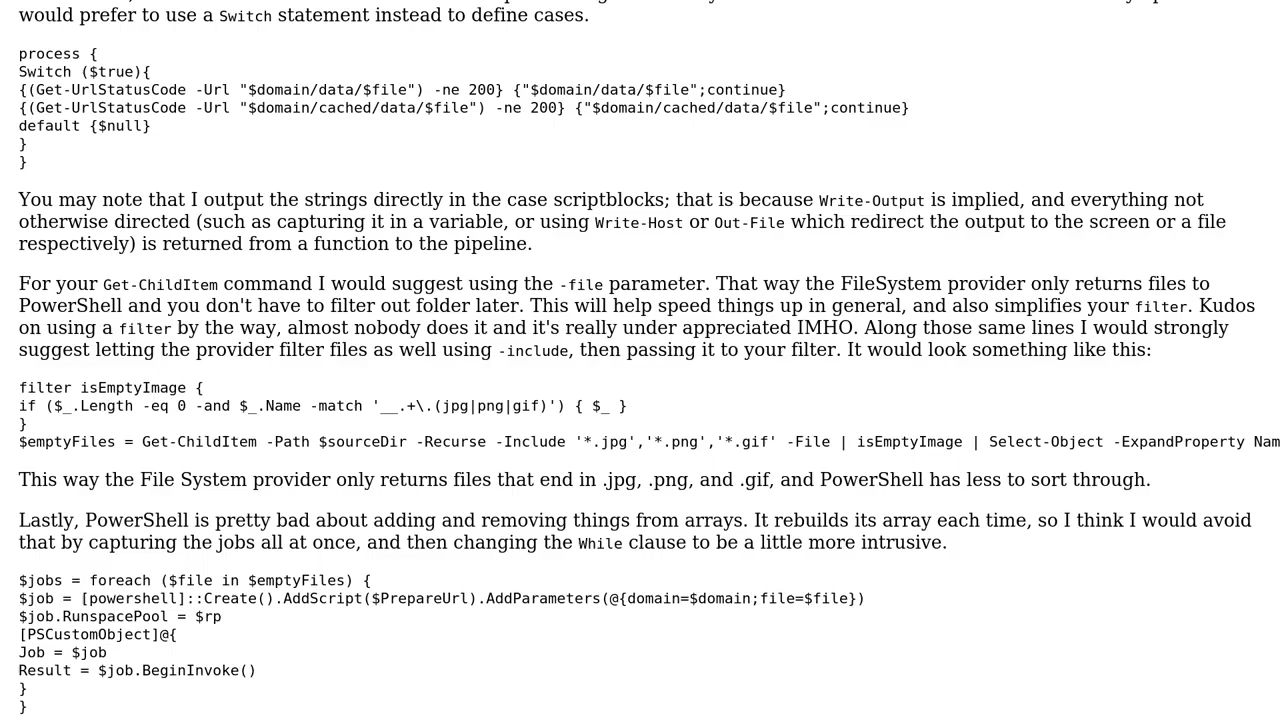 would prefer to use a Switch statement instead to define cases.
process {
Switch ($true){
{(Get-UrlStatusCode -Url "$domain/data/$file") -ne 200} {"$domain/data/$file";continue}
{(Get-UrlStatusCode -Url "$domain/cached/data/$file") -ne 200} {"$domain/cached/data/$file";continue}
default {$null}
}
}
You may note that I output the strings directly in the case scriptblocks; that is because Write-Output is implied, and everything not
otherwise directed (such as capturing it in a variable, or using Write-Host or Out-File which redirect the output to the screen or a file
respectively) is returned from a function to the pipeline.
For your Get-ChildItem command I would suggest using the -file parameter. That way the FileSystem provider only returns files to
PowerShell and you don't have to filter out folder later. This will help speed things up in general, and also simplifies your filter. Kudos
on using a filter by the way, almost nobody does it and it's really under appreciated IMHO. Along those same lines I would strongly
suggest letting the provider filter files as well using -include, then passing it to your filter. It would look something like this:
filter isEmptyImage {
if ($_.Length -eq 0 -and $_.Name -match '__.+\.(jpg|png|gif)') { $_ }
}
$emptyFiles = Get-ChildItem -Path $sourceDir -Recurse -Include '*.jpg','*.png','*.gif' -File | isEmptyImage | Select-Object -ExpandProperty Nam
This way the File System provider only returns files that end in .jpg, .png, and .gif, and PowerShell has less to sort through.
Lastly, PowerShell is pretty bad about adding and removing things from arrays. It rebuilds its array each time, so I think I would avoid
that by capturing the jobs all at once, and then changing the While clause to be a little more intrusive.
$jobs = foreach ($file in $emptyFiles) {
$job = [powershell]::Create().AddScript($PrepareUrl).AddParameters(@{domain=$domain;file=$file})
$job.RunspacePool = $rp
[PSCustomObject]@{
Job = $job
Result = $job.BeginInvoke()
}
}